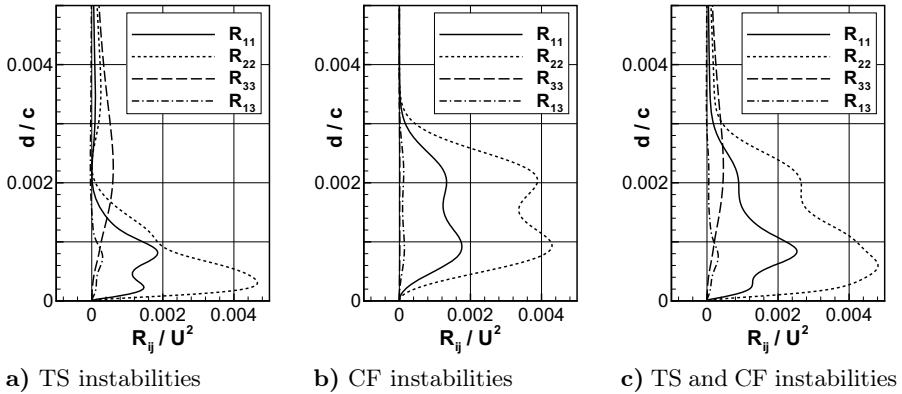 R11
R22
R33
R13
d / c
0.004
0.002
0
0 0.002 0.004
Rij / U²
a) TS instabilities
R11
R22
R33
R13
d / c
0.004
0.002
0
0 0.002 0.004
Rij / U²
b) CF instabilities
R11
R22
R33
R13
d / c
0.004
0.002
0
0 0.002 0.004
Rij / U²
c) TS and CF instabilities